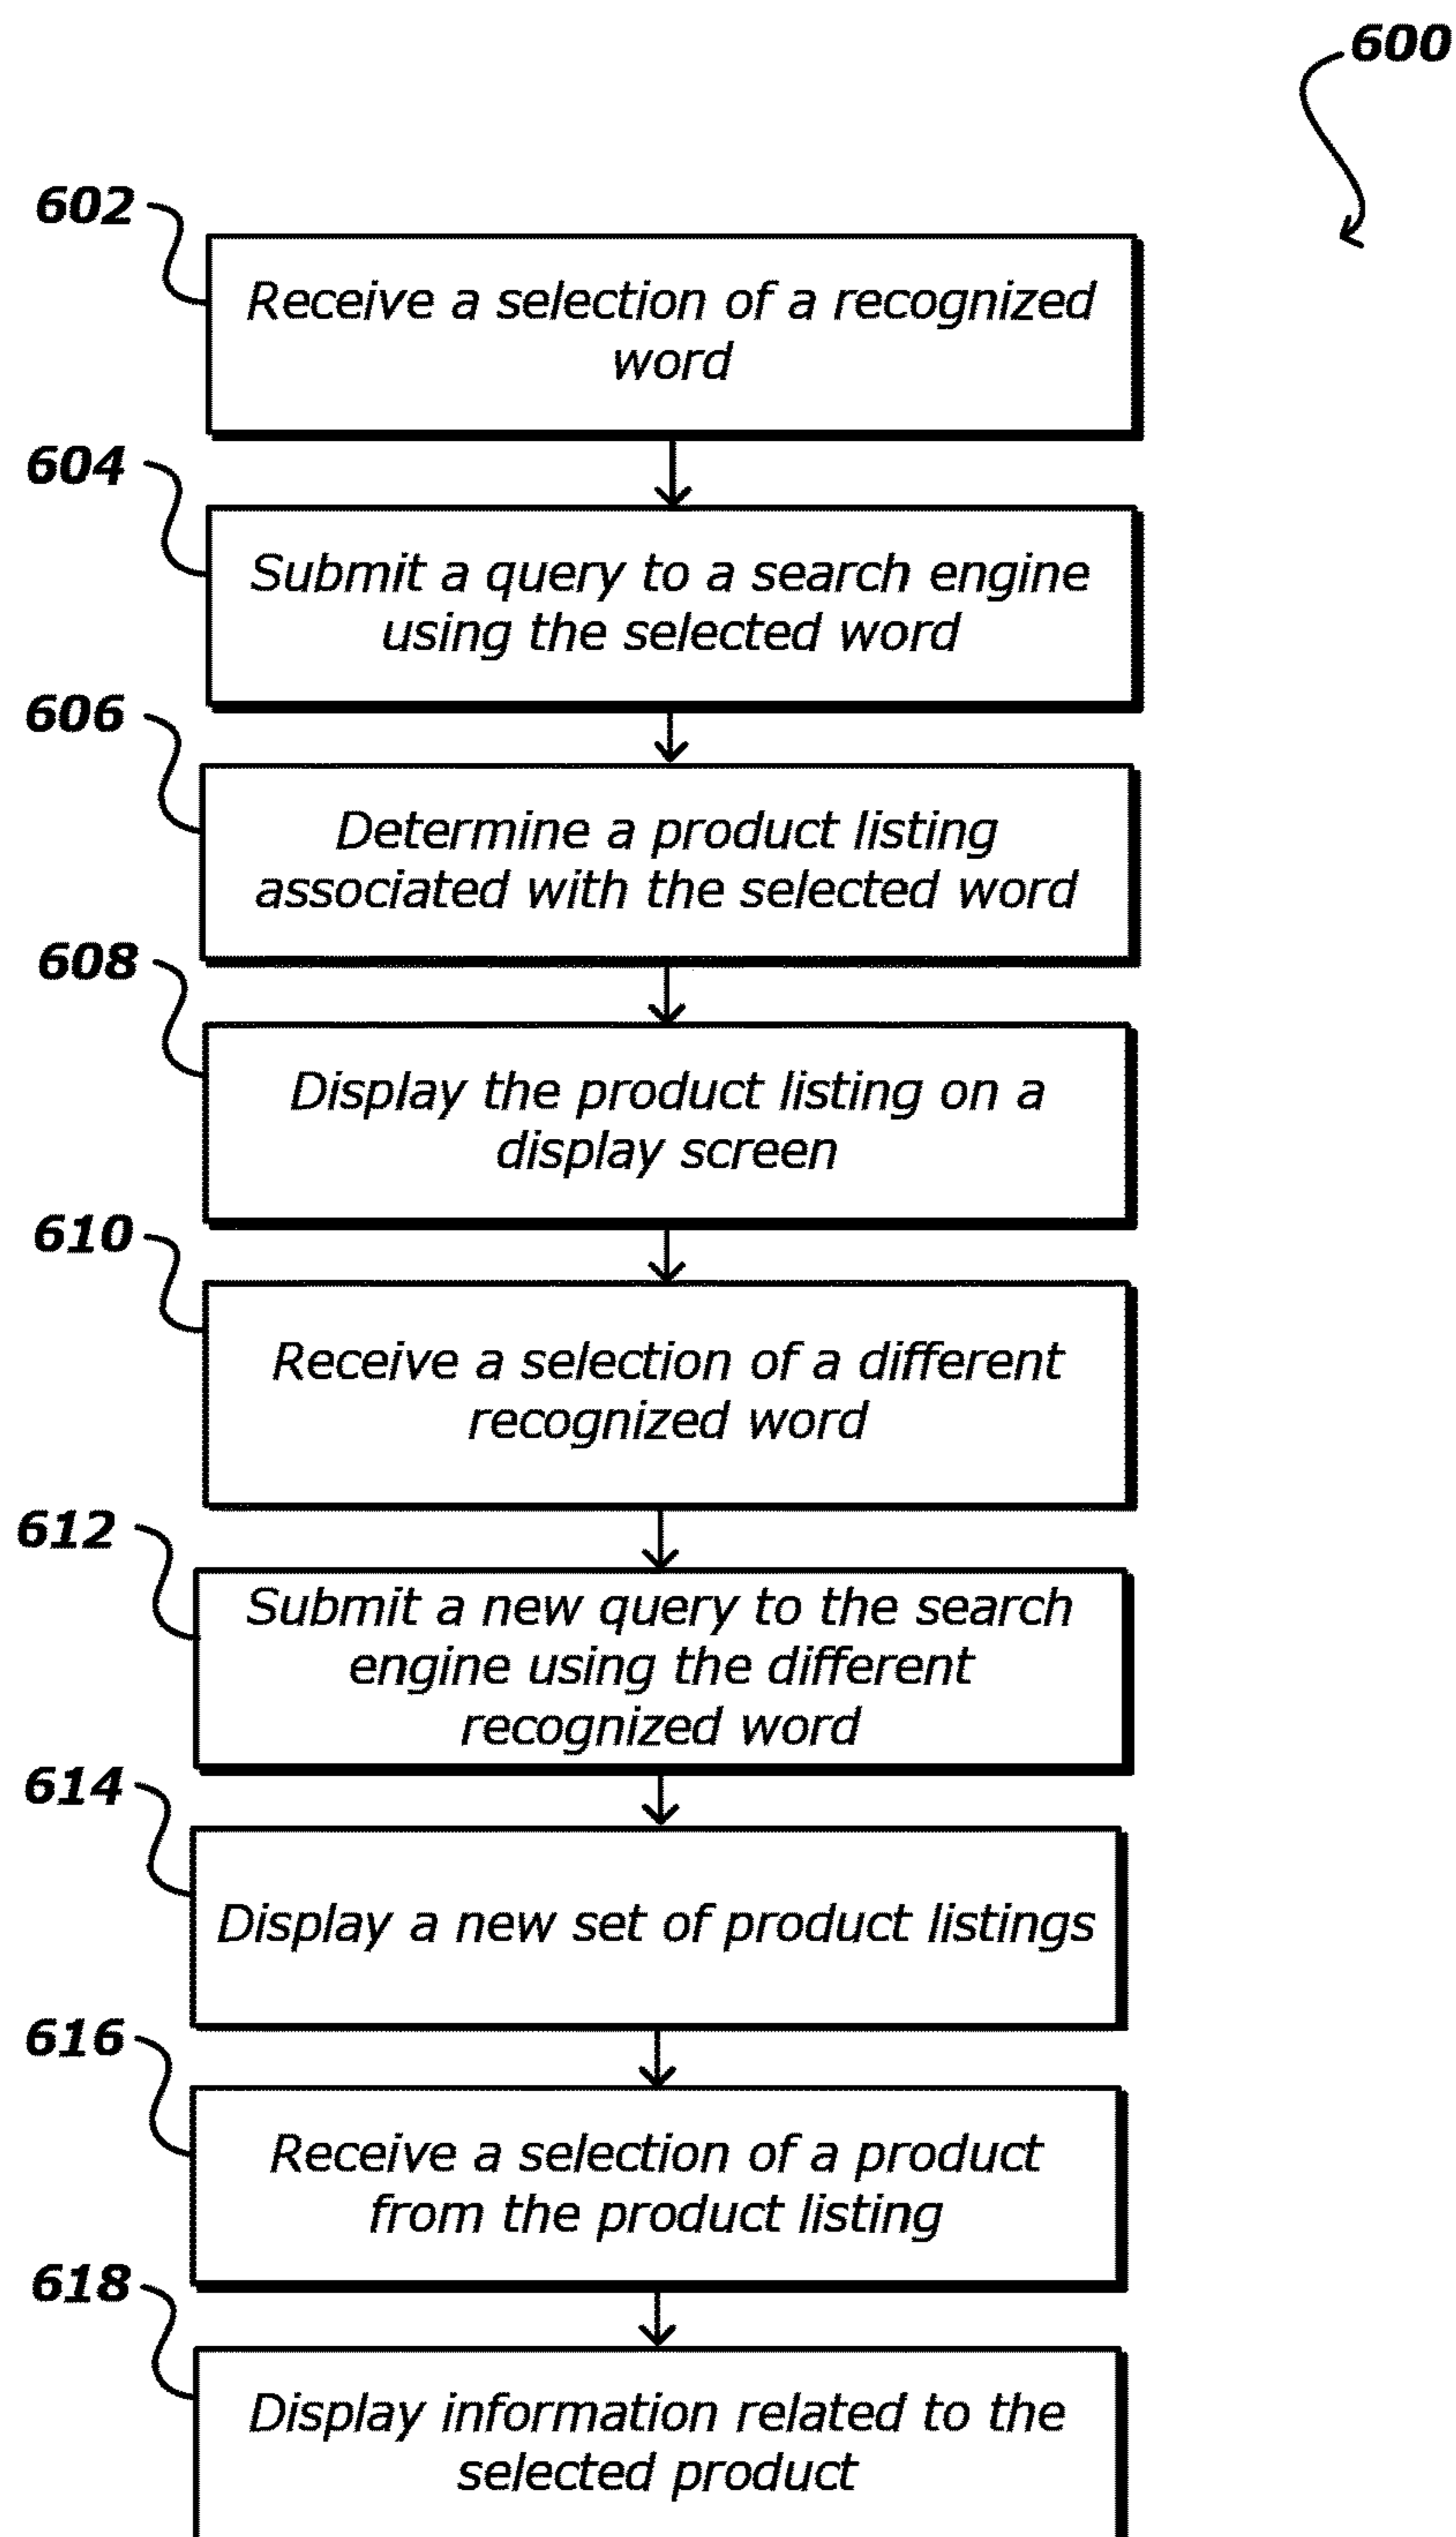 600
602
Receive a selection of a recognized
word
604
Submit a query to a search engine
using the selected word
606
Determine a product listing
associated with the selected word
608
Display the product listing on a
display screen
610
Receive a selection of a different
recognized word
612
Submit a new query to the search
engine using the different
recognized word
614
Display a new set of product listings
616
Receive a selection of a product
from the product listing
618
Display information related to the
selected product